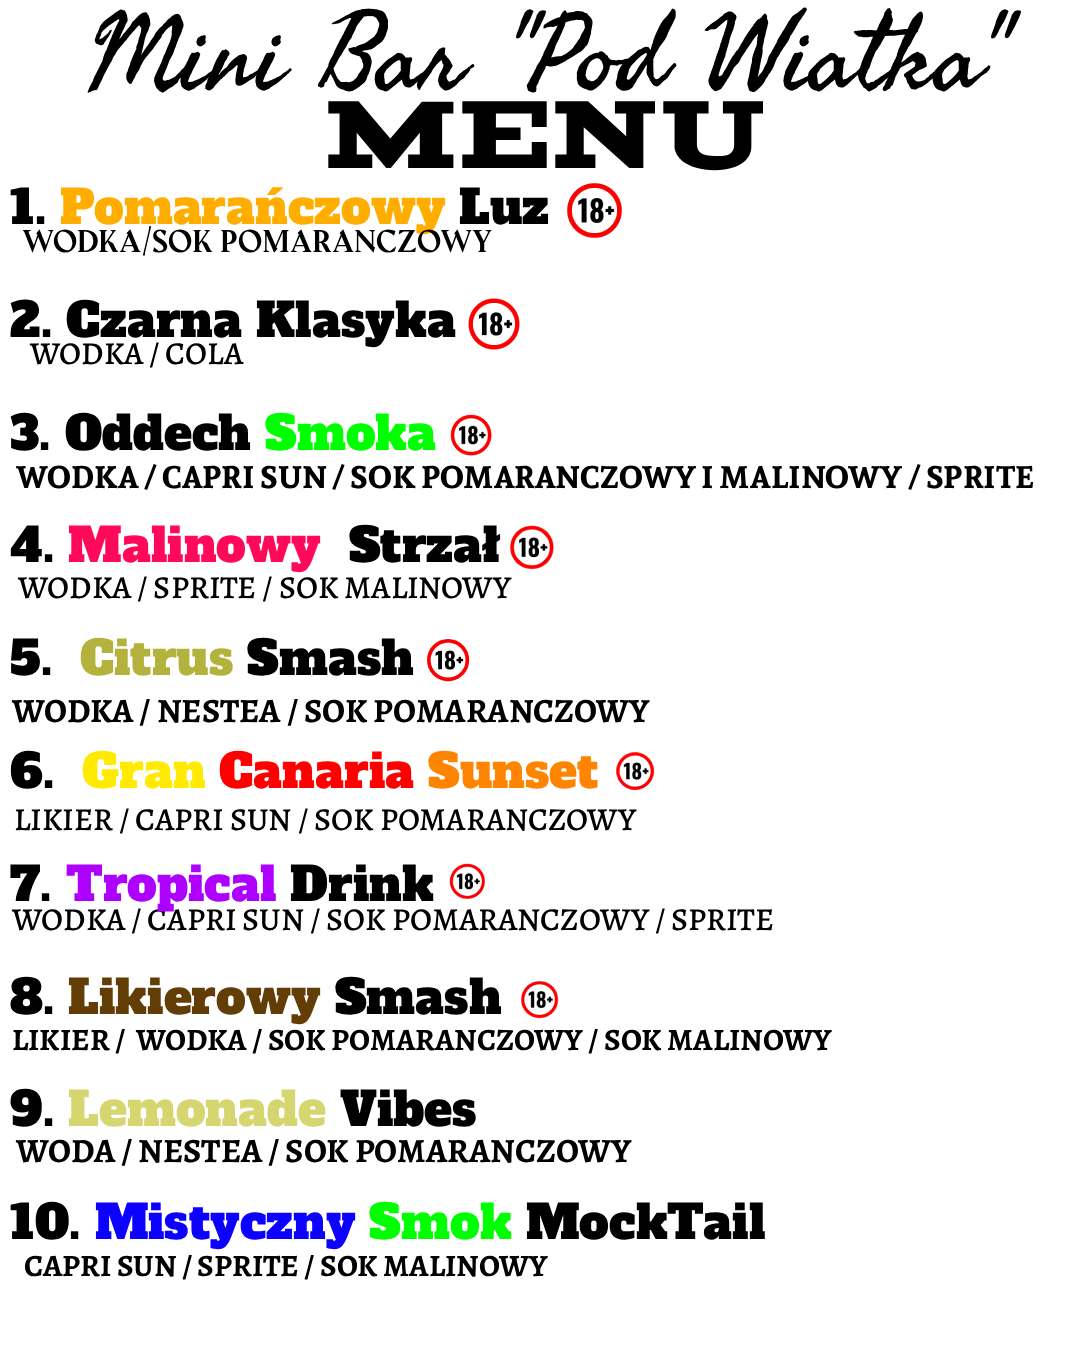 Mini Bar "Pod Wiatka"
MENU
1. Pomarańczowy Luz 18+
WODKA/SOK POMARANCZOWY
2. Czarna Klasyka 18+
WODKA / COLA
3. Oddech Smoka 18+
WODKA / CAPRI SUN / SOK POMARANCZOWY I MALINOWY / SPRITE
4. Malinowy Strzał 18+
WODKA / SPRITE / SOK MALINOWY
5. Citrus Smash 18+
WODKA / NESTEA / SOK POMARANCZOWY
6. Gran Canaria Sunset 18+
LIKIER / CAPRI SUN / SOK POMARANCZOWY
7. Tropical Drink 18+
WODKA / CAPRI SUN / SOK POMARANCZOWY / SPRITE
8. Likierowy Smash 18+
LIKIER / WODKA / SOK POMARANCZOWY / SOK MALINOWY
9. Lemonade Vibes
WODA / NESTEA / SOK POMARANCZOWY
10. Mistyczny Smok MockTail
CAPRI SUN / SPRITE / SOK MALINOWY